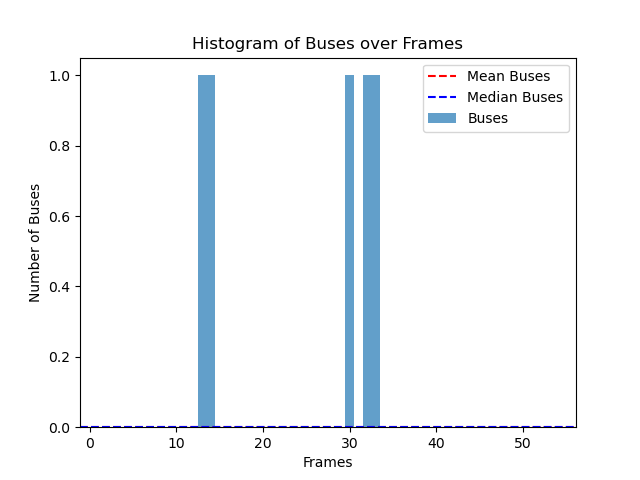 Histogram of Buses over Frames
Mean Buses
Median Buses
Buses
1.0
0.8
0.6
0.4
0.2
0.0
Number of Buses
0 10 20 30 40 50
Frames